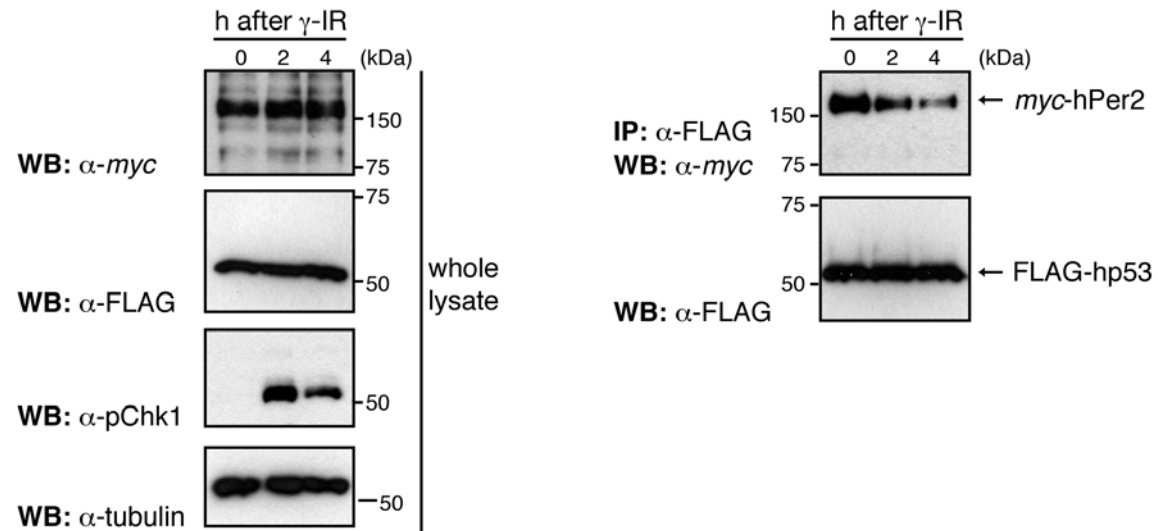 h after γ-IR
0 2 4 (kDa)
150
75
WB: α-myc
75
50
WB: α-FLAG
50
WB: α-pChk1
50
WB: α-tubulin
whole
lysate
h after γ-IR
0 2 4 (kDa)
150
← myc-hPer2
IP: α-FLAG
75
WB: α-myc
75
50
← FLAG-hp53
WB: α-FLAG